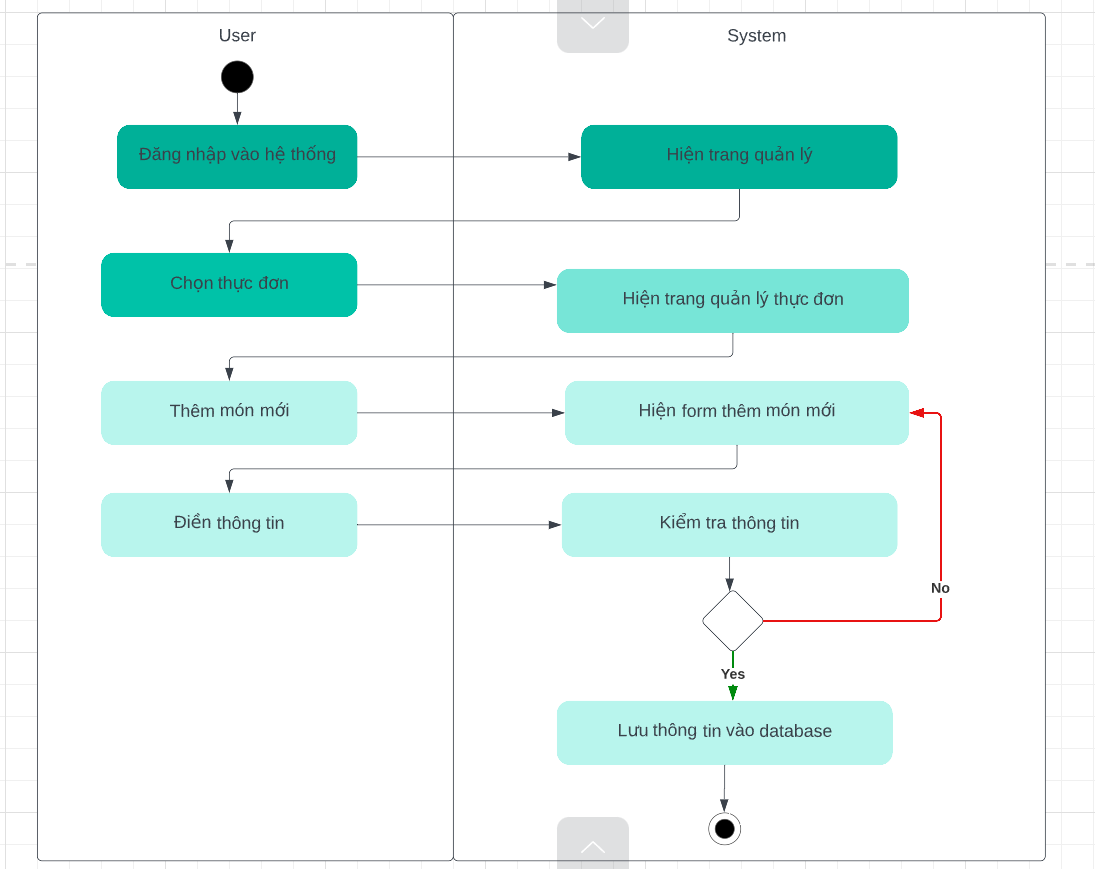 User
System
Đăng nhập vào hệ thống
Hiện trang quản lý
Chọn thực đơn
Hiện trang quản lý thực đơn
Thêm món mới
Hiện form thêm món mới
Điền thông tin
Kiểm tra thông tin
No
Yes
Lưu thông tin vào database